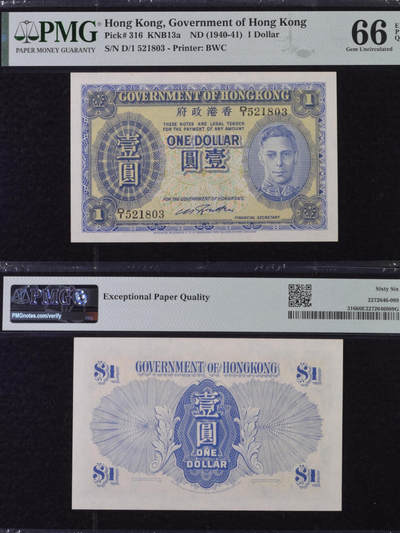 PMG
PAPER MONEY GUARANTY
Hong Kong, Government of Hong Kong
Pick# 316 KNB13a ND (1940-41) 1 Dollar
S/N D/1 521803 - Printer: BWC
66
Gem Uncirculated
1 GOVERNMENT OF HONGKONG 1
府政港香
D/1 521803
THESE NOTES ARE LEGAL TENDER
FOR THE PAYMENT OF ANY AMOUNT
ONE DOLLAR
壹圓
圓壹
FOR THE GOVERNMENT OF HONGKONG
1 D/1 521803
FINANCIAL SECRETARY
1
PMG
PMGnotes.com/verify
Exceptional Paper Quality
Sixty Six
GOVERNMENT OF HONGKONG
$1 $1
壹圓
ONE
DOLLAR
$1 $1